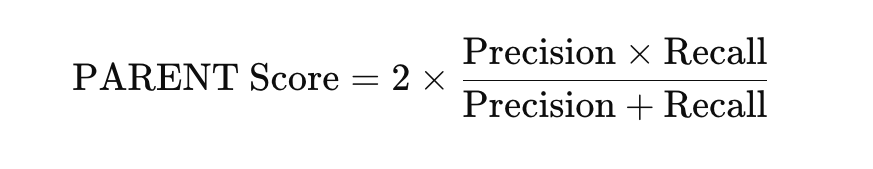 PARENT Score = 2 × Precision × Recall / Precision + Recall